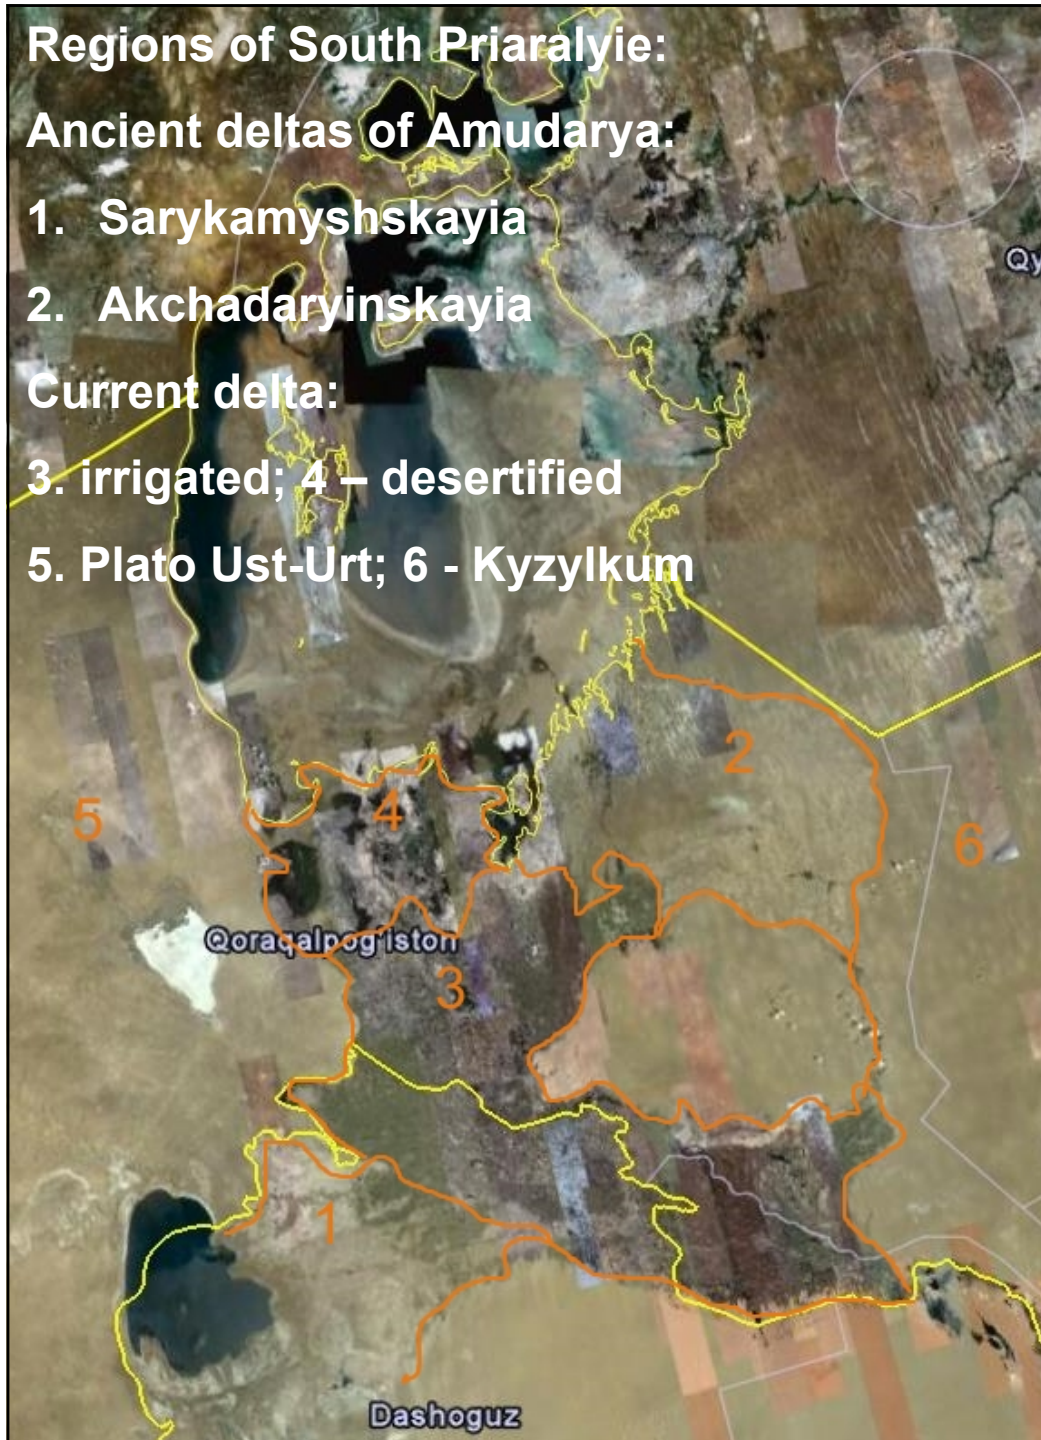 Regions of South Priaralyie:
Ancient deltas of Amudarya:
1. Sarykamyshskayia
2. Akchadaryinskayia
Current delta:
3. irrigated; 4 – desertified
5. Plato Ust-Urt; 6 - Kyzylkum
Qy
2
5
4
6
Qoraqalpog'iston
3
1
Dashoguz